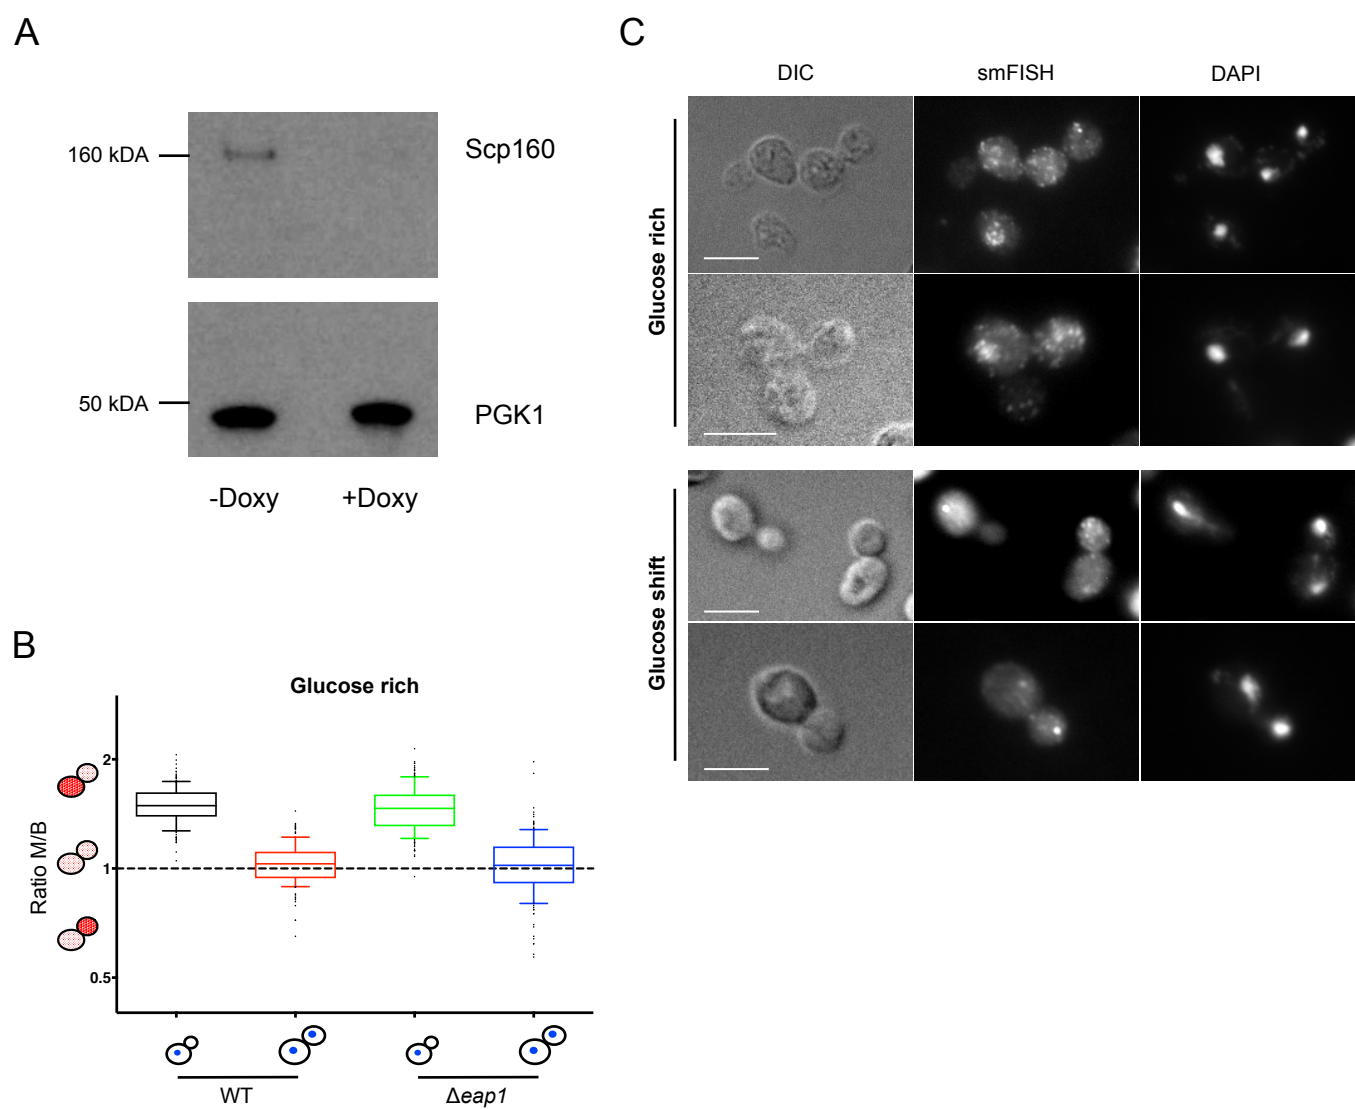 A
160 kDA
Scp160
50 kDA
PGK1
-Doxy +Doxy
B
Glucose rich
Ratio M/B
2
1
0.5
WT Δeap1
C
DIC smFISH DAPI
Glucose rich
Glucose shift